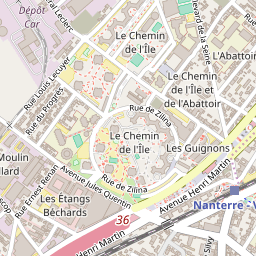 Dépôt
Car
Le Chemin
de l'Île
L'Abattoir
Le Chemin
de l'Île et
de l'Abattoir
Rue Louis Lecuyer
Rue du Progrès
Rue de Zilina
Le Chemin
de l'Île
Les Guignons
Moulin
Rue Ernest Renan
Avenue Jules Quentin
Rue de Zilina
Les Étangs
Béchards
Avenue Henri Martin
36
Nanterre - V
Henri Martin